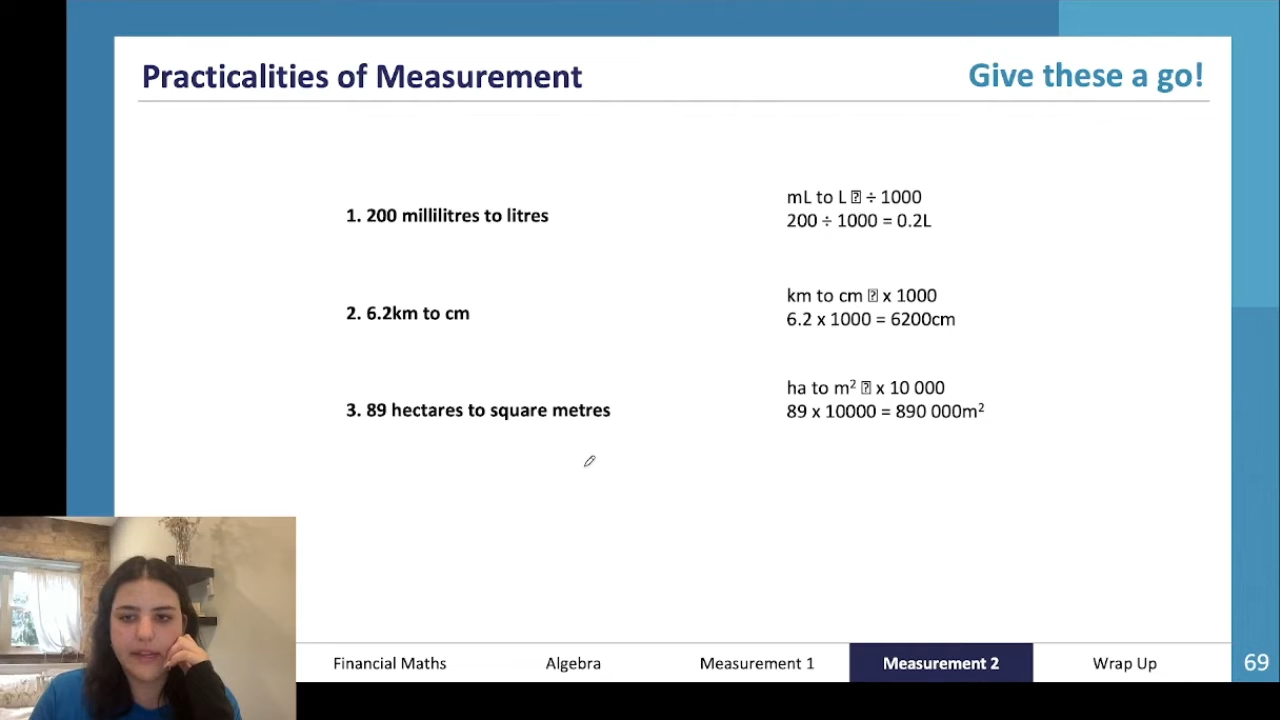 Practicalities of Measurement
Give these a go!
1. 200 millilitres to litres
mL to L ⍰ ÷ 1000
200 ÷ 1000 = 0.2L
2. 6.2km to cm
km to cm ⍰ x 1000
6.2 x 1000 = 6200cm
3. 89 hectares to square metres
ha to m² ⍰ x 10 000
89 x 10000 = 890 000m²
Financial Maths
Algebra
Measurement 1
Measurement 2
Wrap Up
69